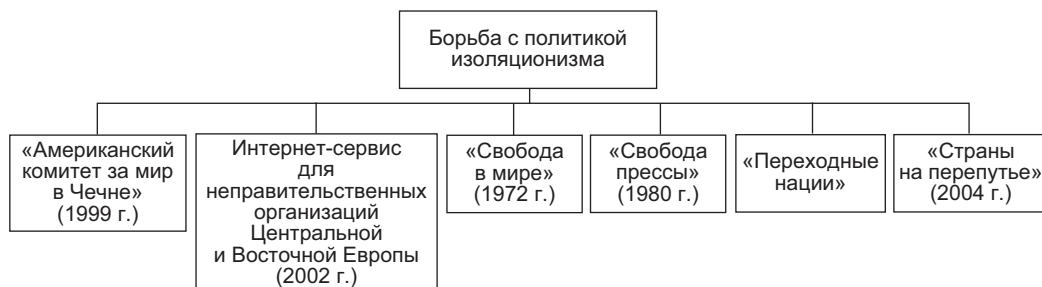 Борьба с политикой
изоляционизма
«Американский
комитет за мир
в Чечне»
(1999 г.)
Интернет-сервис
для
неправительственных
организаций
Центральной
и Восточной Европы
(2002 г.)
«Свобода
в мире»
(1972 г.)
«Свобода
прессы»
(1980 г.)
«Переходные
нации»
«Страны
на перепутье»
(2004 г.)